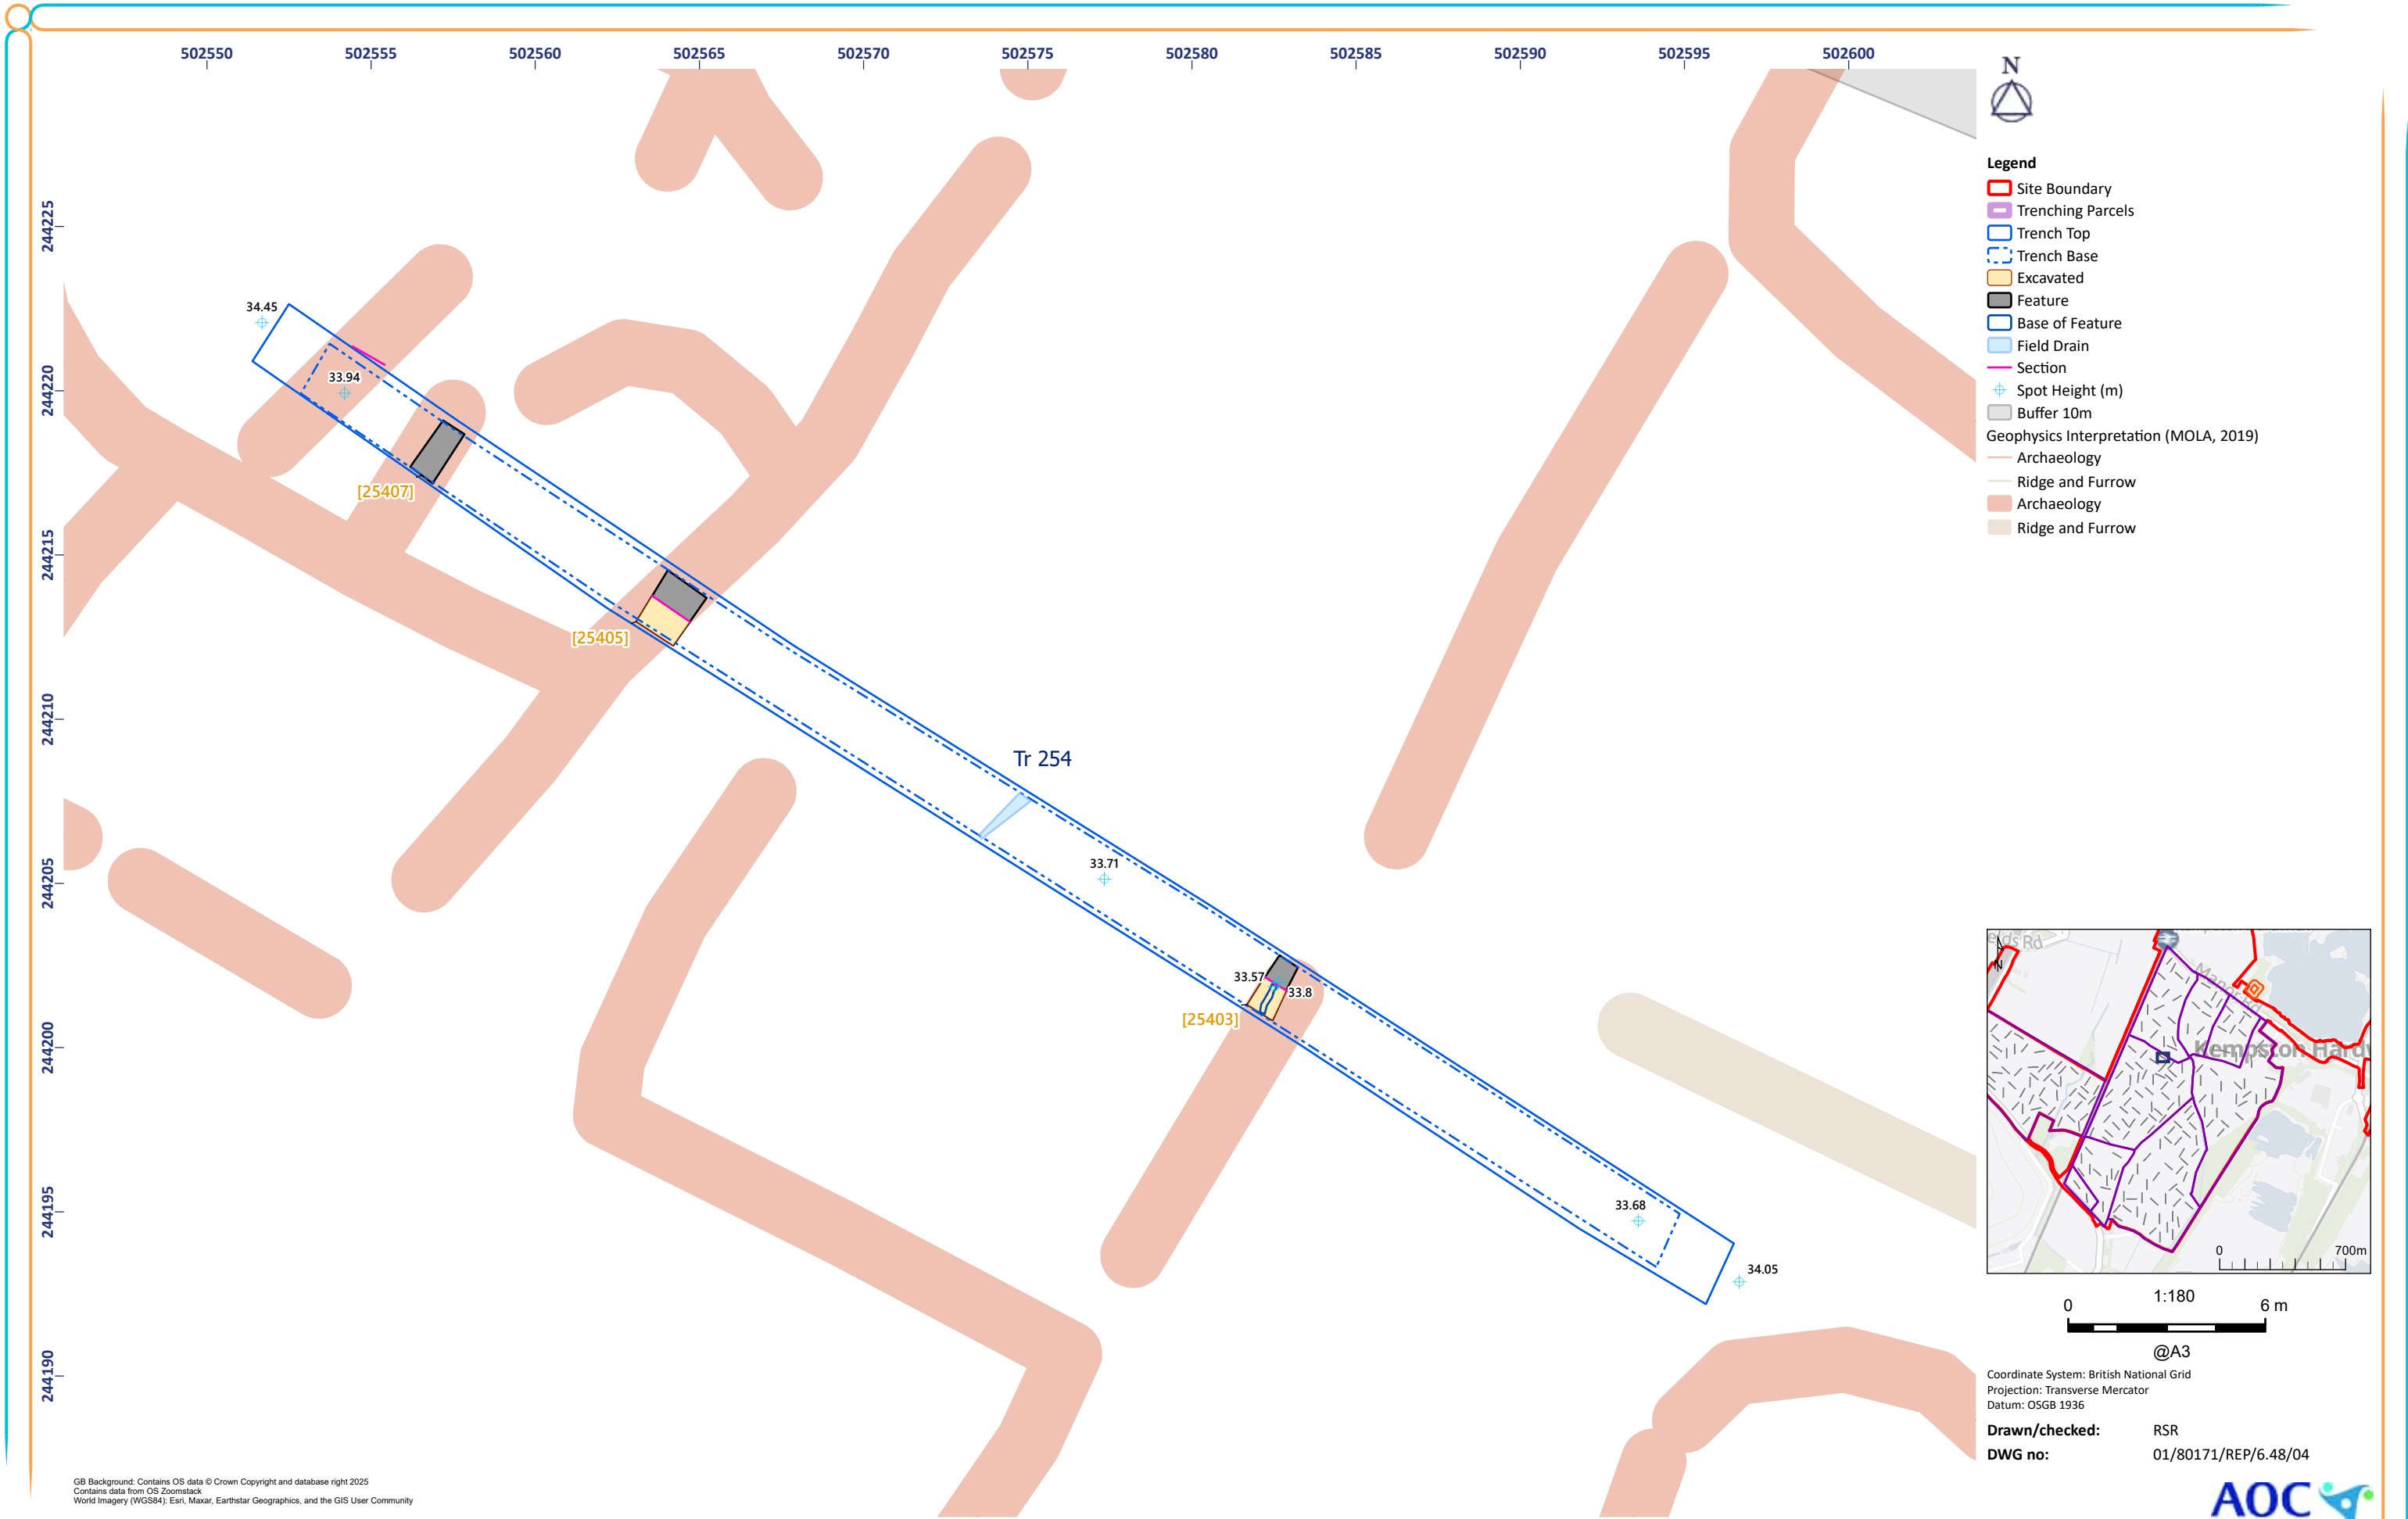 502550 502555 502560 502565 502570 502575 502580 502585 502590 502595 502600
N
244225
244220
244215
244210
244205
244200
244195
244190
34.45
33.94
[25407]
[25405]
Tr 254
33.71
33.57
33.8
[25403]
33.68
34.05
Legend
Site Boundary
Trenching Parcels
Trench Top
Trench Base
Excavated
Feature
Base of Feature
Field Drain
Section
Spot Height (m)
Buffer 10m
Geophysics Interpretation (MOLA, 2019)
Archaeology
Ridge and Furrow
Archaeology
Ridge and Furrow
N
Kempston Hardw
0 700m
1:180
0 6 m
@A3
Coordinate System: British National Grid
Projection: Transverse Mercator
Datum: OSGB 1936
Drawn/checked: RSR
DWG no: 01/80171/REP/6.48/04
AOC
GB Background: Contains OS data © Crown Copyright and database right 2025
Contains data from OS Zoomstack
World Imagery (WGS84): Esri, Maxar, Earthstar Geographics, and the GIS User Community